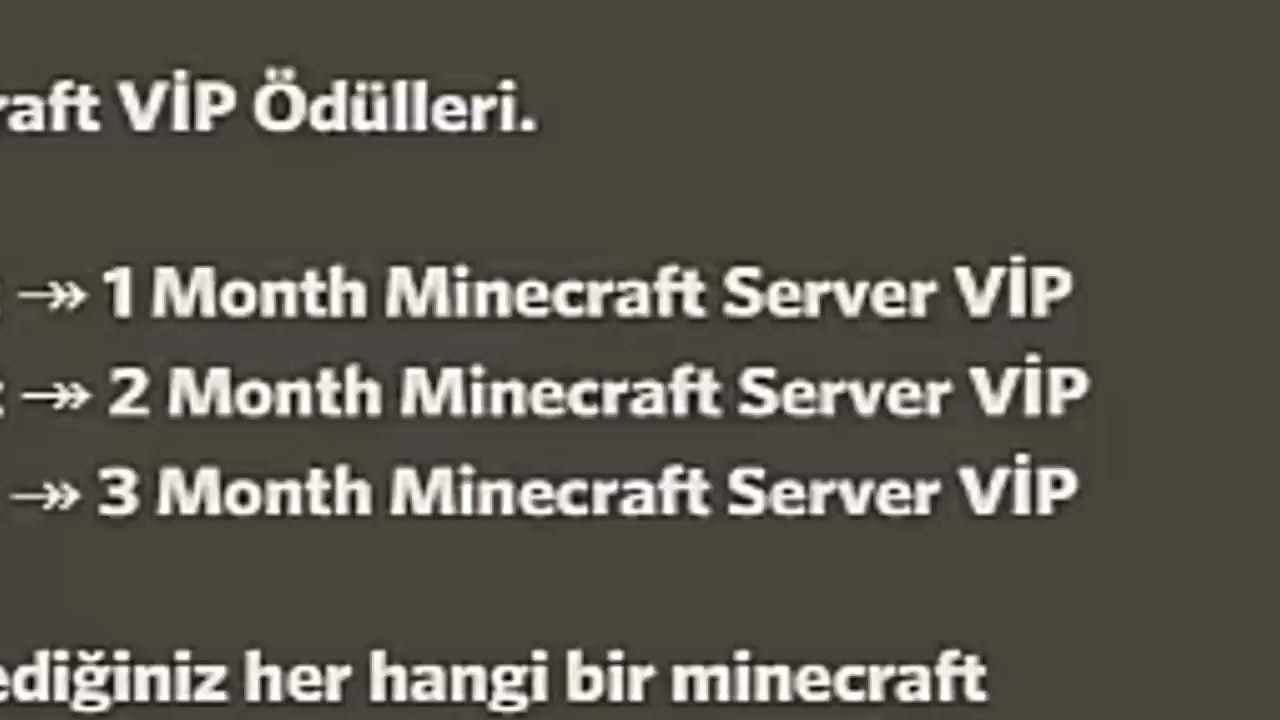 raft VİP Ödülleri.
→» 1 Month Minecraft Server VİP
→» 2 Month Minecraft Server VİP
→» 3 Month Minecraft Server VİP
ediğiniz her hangi bir minecraft